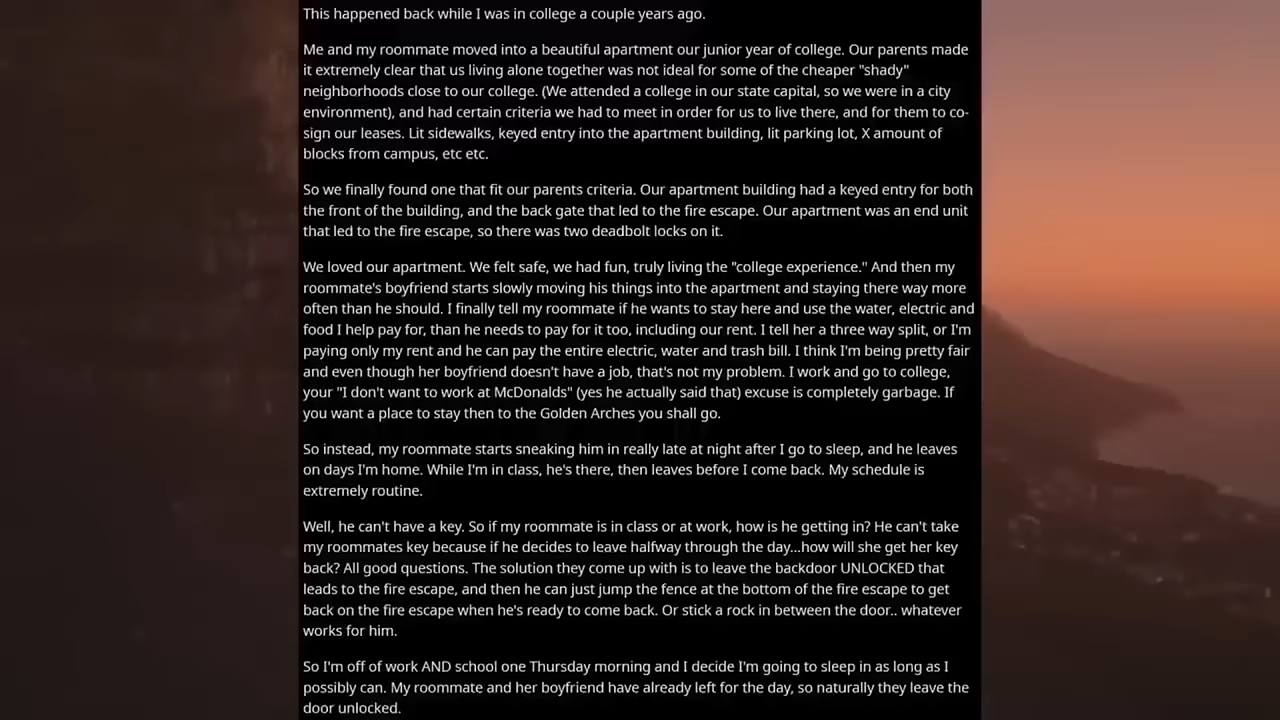 This happened back while I was in college a couple years ago.
Me and my roommate moved into a beautiful apartment our junior year of college. Our parents made
it extremely clear that us living alone together was not ideal for some of the cheaper "shady"
neighborhoods close to our college. (We attended a college in our state capital, so we were in a city
environment), and had certain criteria we had to meet in order for us to live there, and for them to co-
sign our leases. Lit sidewalks, keyed entry into the apartment building, lit parking lot, X amount of
blocks from campus, etc etc.
So we finally found one that fit our parents criteria. Our apartment building had a keyed entry for both
the front of the building, and the back gate that led to the fire escape. Our apartment was an end unit
that led to the fire escape, so there was two deadbolt locks on it.
We loved our apartment. We felt safe, we had fun, truly living the "college experience." And then my
roommate's boyfriend starts slowly moving his things into the apartment and staying there way more
often than he should. I finally tell my roommate if he wants to stay here and use the water, electric and
food I help pay for, than he needs to pay for it too, including our rent. I tell her a three way split, or I'm
paying only my rent and he can pay the entire electric, water and trash bill. I think I'm being pretty fair
and even though her boyfriend doesn't have a job, that's not my problem. I work and go to college,
your "I don't want to work at McDonalds" (yes he actually said that) excuse is completely garbage. If
you want a place to stay then to the Golden Arches you shall go.
So instead, my roommate starts sneaking him in really late at night after I go to sleep, and he leaves
on days I'm home. While I'm in class, he's there, then leaves before I come back. My schedule is
extremely routine.
Well, he can't have a key. So if my roommate is in class or at work, how is he getting in? He can't take
my roommates key because if he decides to leave halfway through the day...how will she get her key
back? All good questions. The solution they come up with is to leave the backdoor UNLOCKED that
leads to the fire escape, and then he can just jump the fence at the bottom of the fire escape to get
back on the fire escape when he's ready to come back. Or stick a rock in between the door.. whatever
works for him.
So I'm off of work AND school one Thursday morning and I decide I'm going to sleep in as long as I
possibly can. My roommate and her boyfriend have already left for the day, so naturally they leave the
door unlocked.